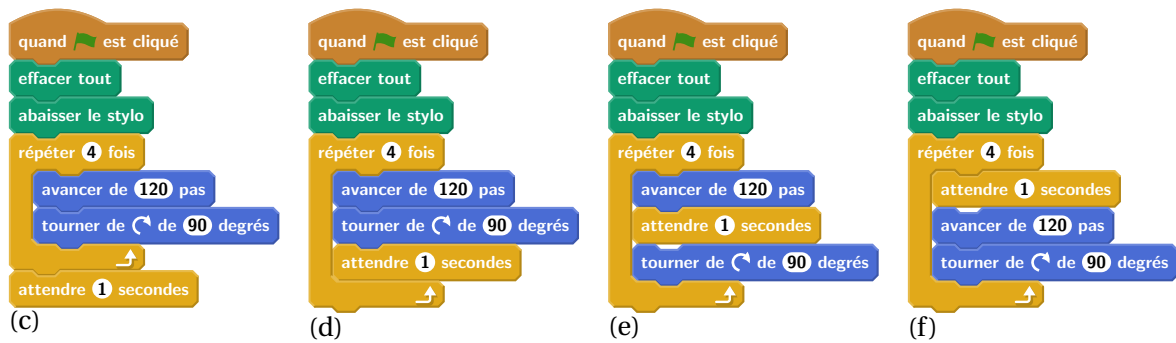 quand est cliqué
effacer tout
abaisser le stylo
répéter 4 fois
avancer de 120 pas
tourner de de 90 degrés
attendre 1 secondes
(c)
quand est cliqué
effacer tout
abaisser le stylo
répéter 4 fois
avancer de 120 pas
tourner de de 90 degrés
attendre 1 secondes
(d)
quand est cliqué
effacer tout
abaisser le stylo
répéter 4 fois
avancer de 120 pas
attendre 1 secondes
tourner de de 90 degrés
(e)
quand est cliqué
effacer tout
abaisser le stylo
répéter 4 fois
attendre 1 secondes
avancer de 120 pas
tourner de de 90 degrés
(f)